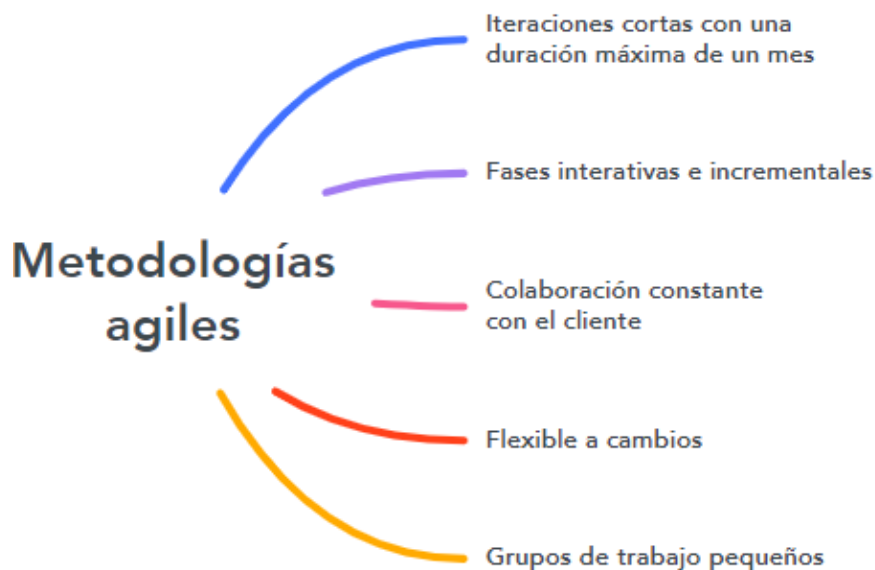 Iteraciones cortas con una
duración máxima de un mes
Fases interativas e incrementales
Metodologías
agiles
Colaboración constante
con el cliente
Flexible a cambios
Grupos de trabajo pequeños